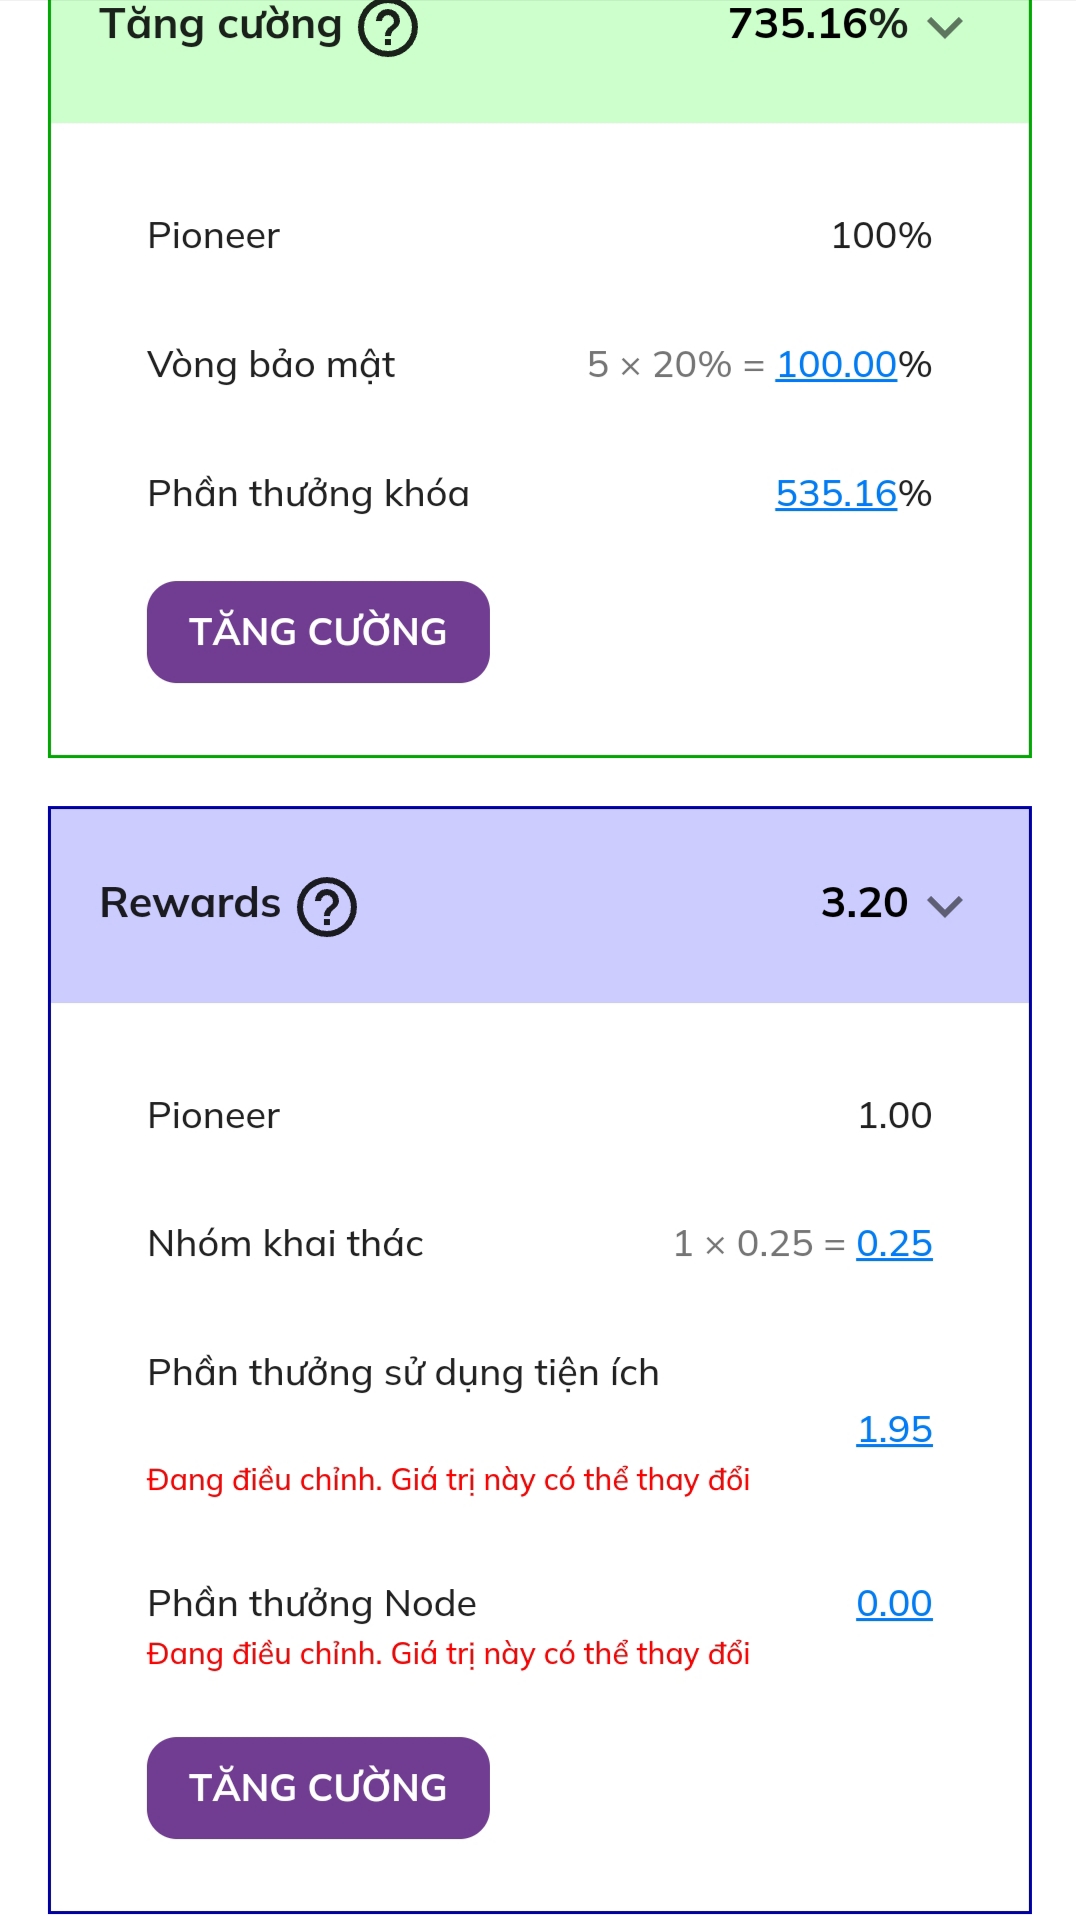 Tăng cường ? 735.16%
Pioneer 100%
Vòng bảo mật 5 × 20% = 100.00%
Phần thưởng khóa 535.16%
TĂNG CƯỜNG
Rewards ? 3.20
Pioneer 1.00
Nhóm khai thác 1 × 0.25 = 0.25
Phần thưởng sử dụng tiện ích
1.95
Đang điều chỉnh. Giá trị này có thể thay đổi
Phần thưởng Node 0.00
Đang điều chỉnh. Giá trị này có thể thay đổi
TĂNG CƯỜNG